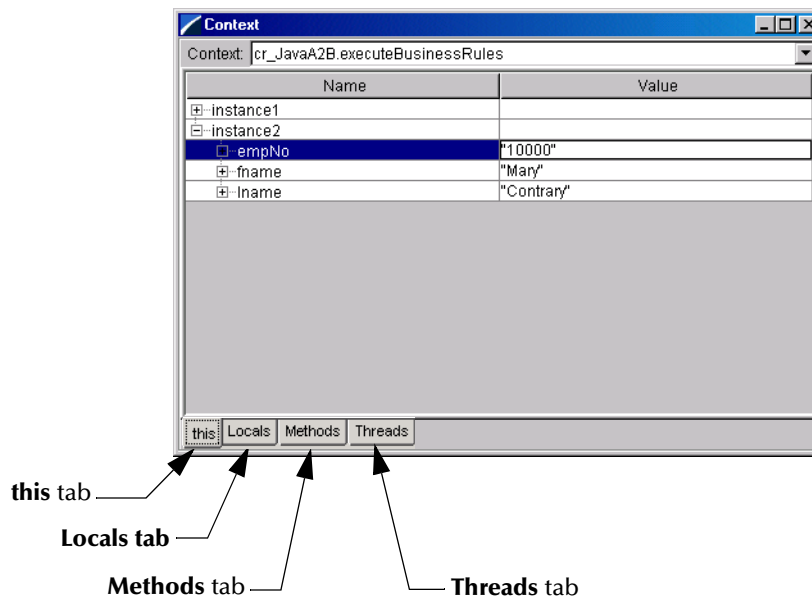 Context
Context: cr_JavaA2B.executeBusinessRules
Name Value
instance1
instance2
empNo "10000"
fname "Mary"
lname "Contrary"
this Locals Methods Threads
this tab
Locals tab
Methods tab Threads tab